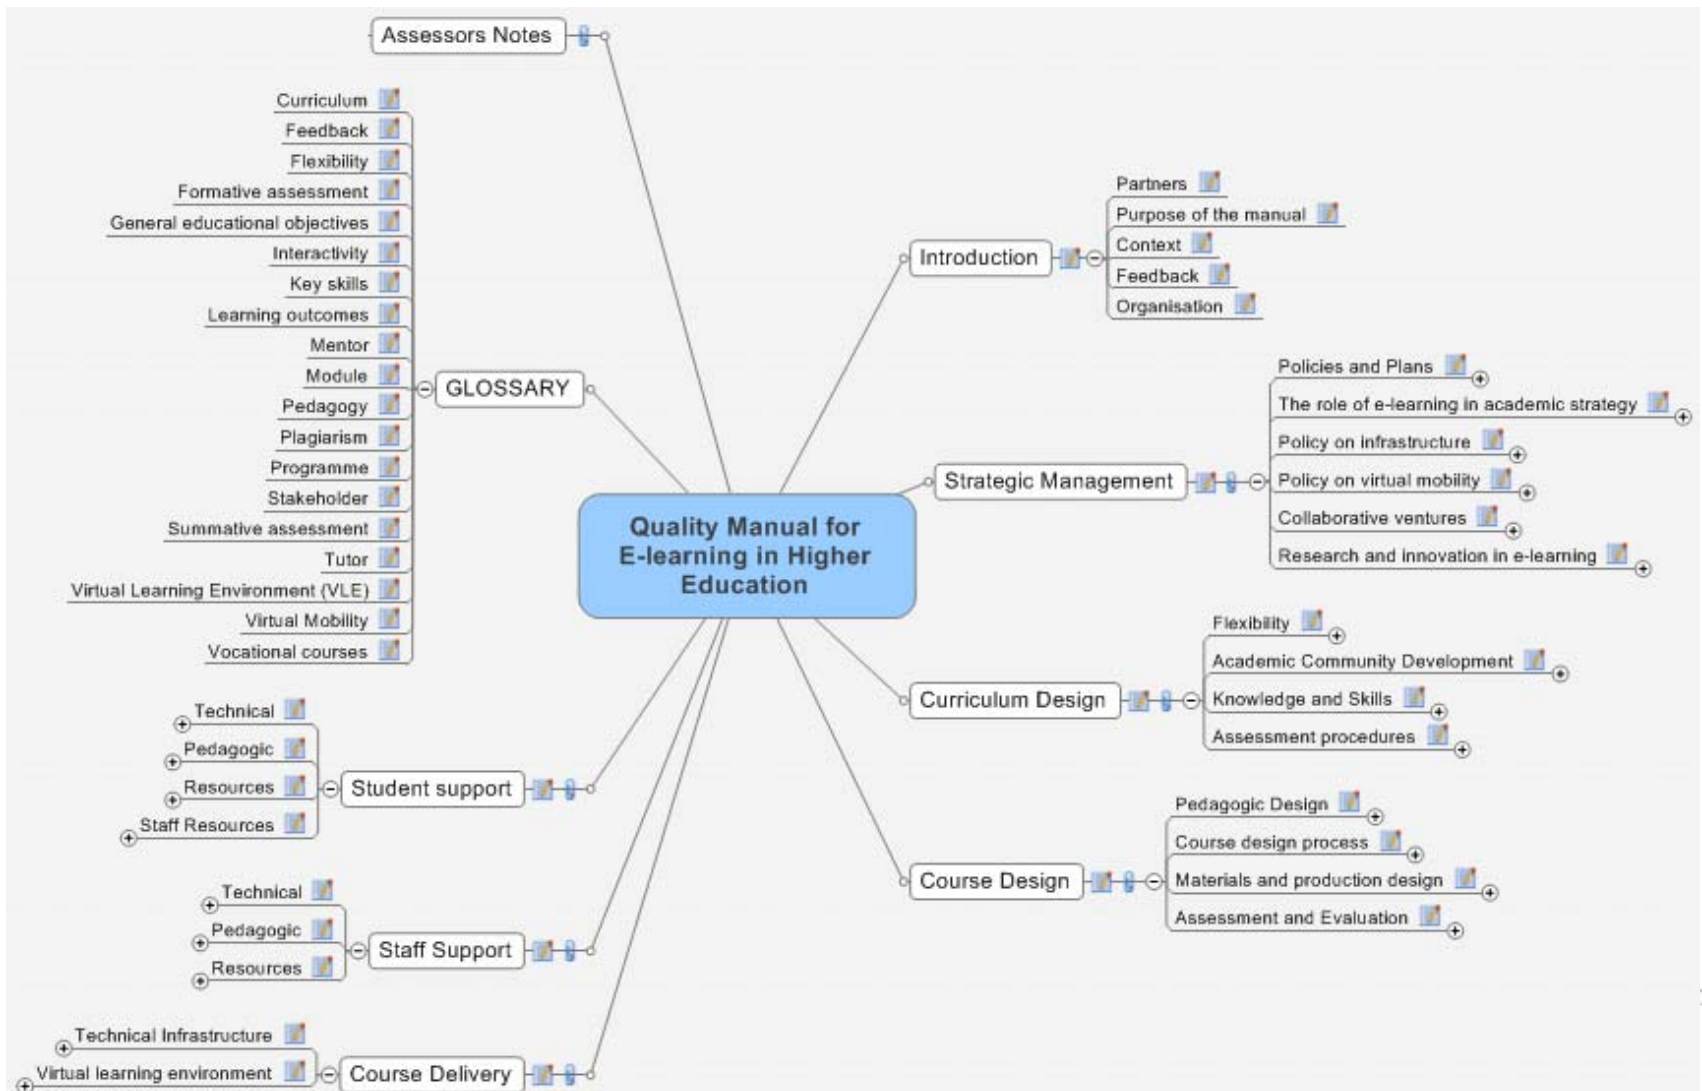 Assessors Notes
Curriculum
Feedback
Flexibility
Formative assessment
General educational objectives
Interactivity
Key skills
Learning outcomes
Mentor
Module
Pedagogy
Plagiarism
Programme
Stakeholder
Summative assessment
Tutor
Virtual Learning Environment (VLE)
Virtual Mobility
Vocational courses
GLOSSARY
Technical
Pedagogic
Resources
Staff Resources
Student support
Technical
Pedagogic
Resources
Staff Support
Technical Infrastructure
Virtual learning environment
Course Delivery
Quality Manual for
E-learning in Higher
Education
Introduction
Partners
Purpose of the manual
Context
Feedback
Organisation
Strategic Management
Policies and Plans
The role of e-learning in academic strategy
Policy on infrastructure
Policy on virtual mobility
Collaborative ventures
Research and innovation in e-learning
Curriculum Design
Flexibility
Academic Community Development
Knowledge and Skills
Assessment procedures
Course Design
Pedagogic Design
Course design process
Materials and production design
Assessment and Evaluation